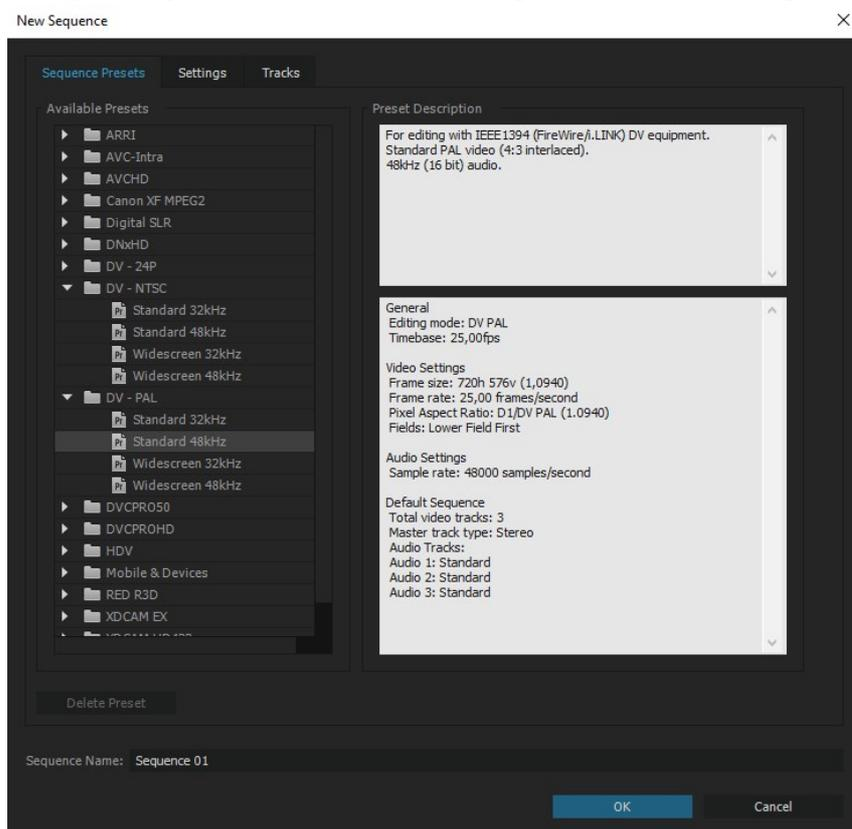 New Sequence
Sequence Presets
Settings
Tracks
Available Presets
ARRI
AVC-Intra
AVCHD
Canon XF MPEG2
Digital SLR
DNxHD
DV - 24P
DV - NTSC
Standard 32kHz
Standard 48kHz
Widescreen 32kHz
Widescreen 48kHz
DV - PAL
Standard 32kHz
Standard 48kHz
Widescreen 32kHz
Widescreen 48kHz
DVCPRO50
DVCPROHD
HDV
Mobile & Devices
RED R3D
XDCAM EX
Preset Description
For editing with IEEE1394 (FireWire/i.LINK) DV equipment.
Standard PAL video (4:3 interlaced).
48kHz (16 bit) audio.
General
Editing mode: DV PAL
Timebase: 25,00fps
Video Settings
Frame size: 720h 576v (1,0940)
Frame rate: 25,00 frames/second
Pixel Aspect Ratio: D1/DV PAL (1.0940)
Fields: Lower Field First
Audio Settings
Sample rate: 48000 samples/second
Default Sequence
Total video tracks: 3
Master track type: Stereo
Audio Tracks:
Audio 1: Standard
Audio 2: Standard
Audio 3: Standard
Delete Preset
Sequence Name: Sequence 01
OK
Cancel